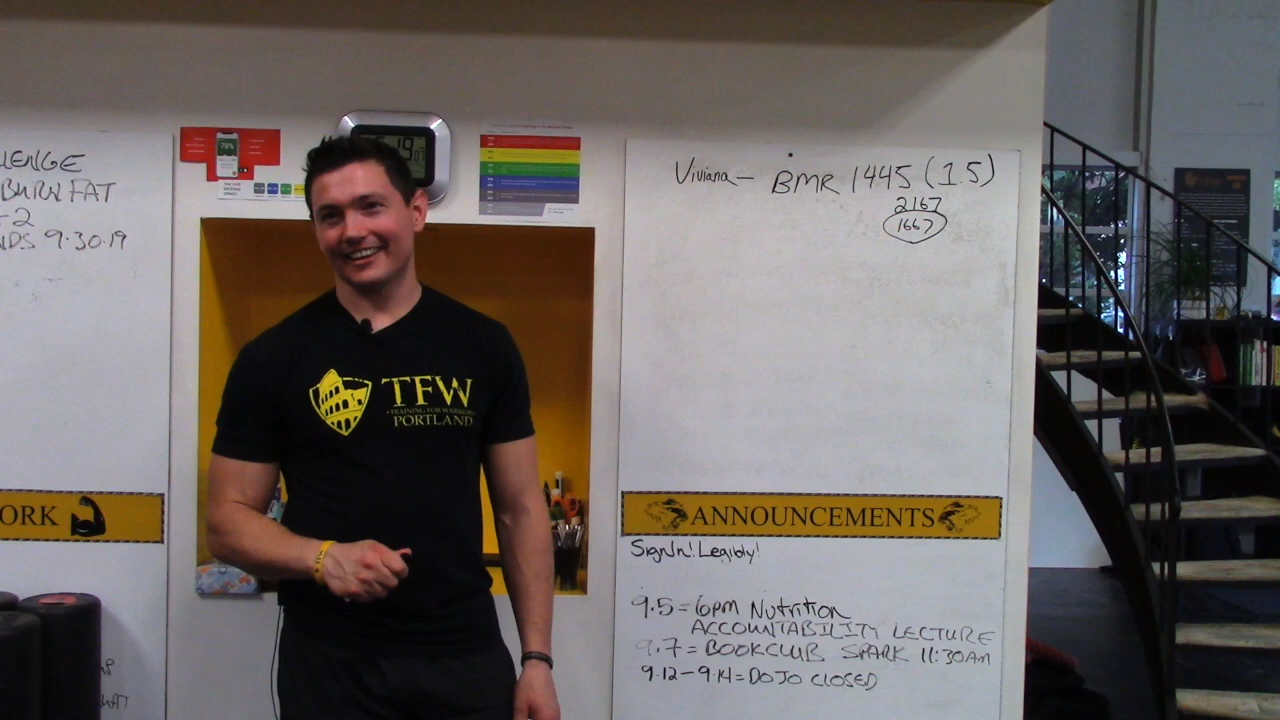 LENGE
BURN FAT
+2
NDS 9.30.19
Viviana— BMR 1445 (1.5)
2167
1667
TFW
•TRAINING FOR WARRIORS•
PORTLAND
ORK
ANNOUNCEMENTS
Sign In! Legibly!
9.5 = 6pm Nutrition
ACCOUNTABILITY LECTURE
9.7 = BOOKCLUB SPARK 11:30AM
9.12 – 9.14 = DOJO CLOSED